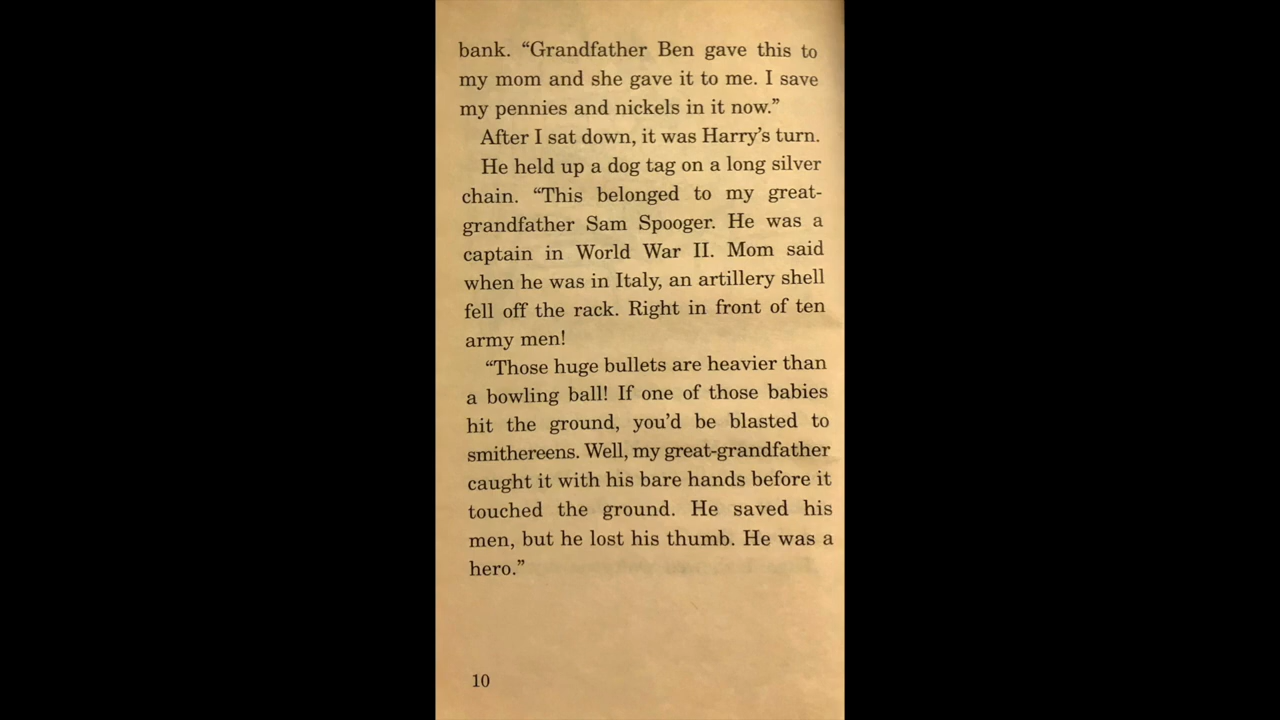 bank. “Grandfather Ben gave this to
my mom and she gave it to me. I save
my pennies and nickels in it now.”
After I sat down, it was Harry’s turn.
He held up a dog tag on a long silver
chain. “This belonged to my great-
grandfather Sam Spooger. He was a
captain in World War II. Mom said
when he was in Italy, an artillery shell
fell off the rack. Right in front of ten
army men!
“Those huge bullets are heavier than
a bowling ball! If one of those babies
hit the ground, you’d be blasted to
smithereens. Well, my great-grandfather
caught it with his bare hands before it
touched the ground. He saved his
men, but he lost his thumb. He was a
hero.”
10